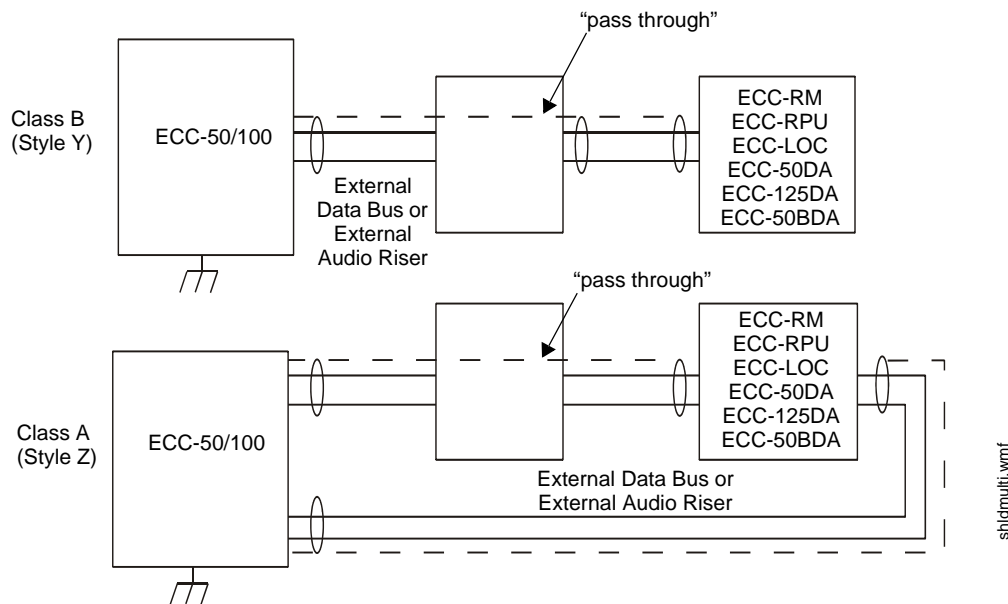 “pass through”
Class B
(Style Y)
ECC-50/100
External
Data Bus or
External
Audio Riser
ECC-RM
ECC-RPU
ECC-LOC
ECC-50DA
ECC-125DA
ECC-50BDA
“pass through”
Class A
(Style Z)
ECC-50/100
ECC-RM
ECC-RPU
ECC-LOC
ECC-50DA
ECC-125DA
ECC-50BDA
External Data Bus or
External Audio Riser
shldmulti.wmf